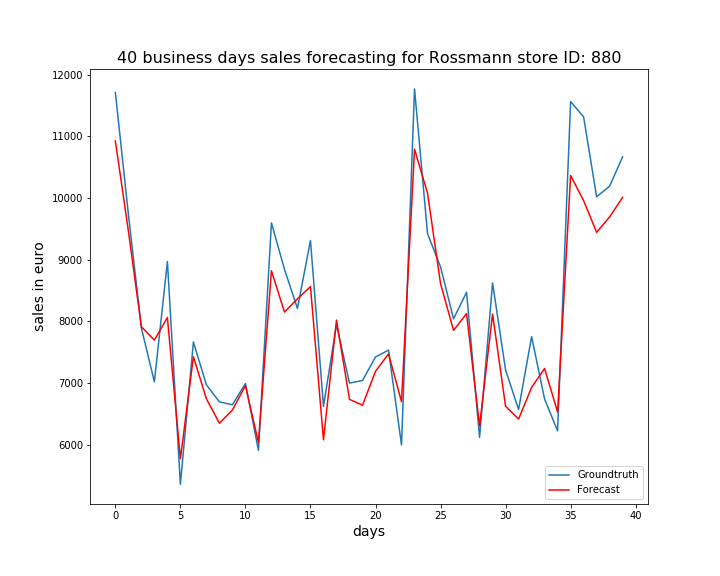 40 business days sales forecasting for Rossmann store ID: 880
12000
11000
10000
9000
8000
7000
6000
sales in euro
0 5 10 15 20 25 30 35 40
days
Groundtruth
Forecast